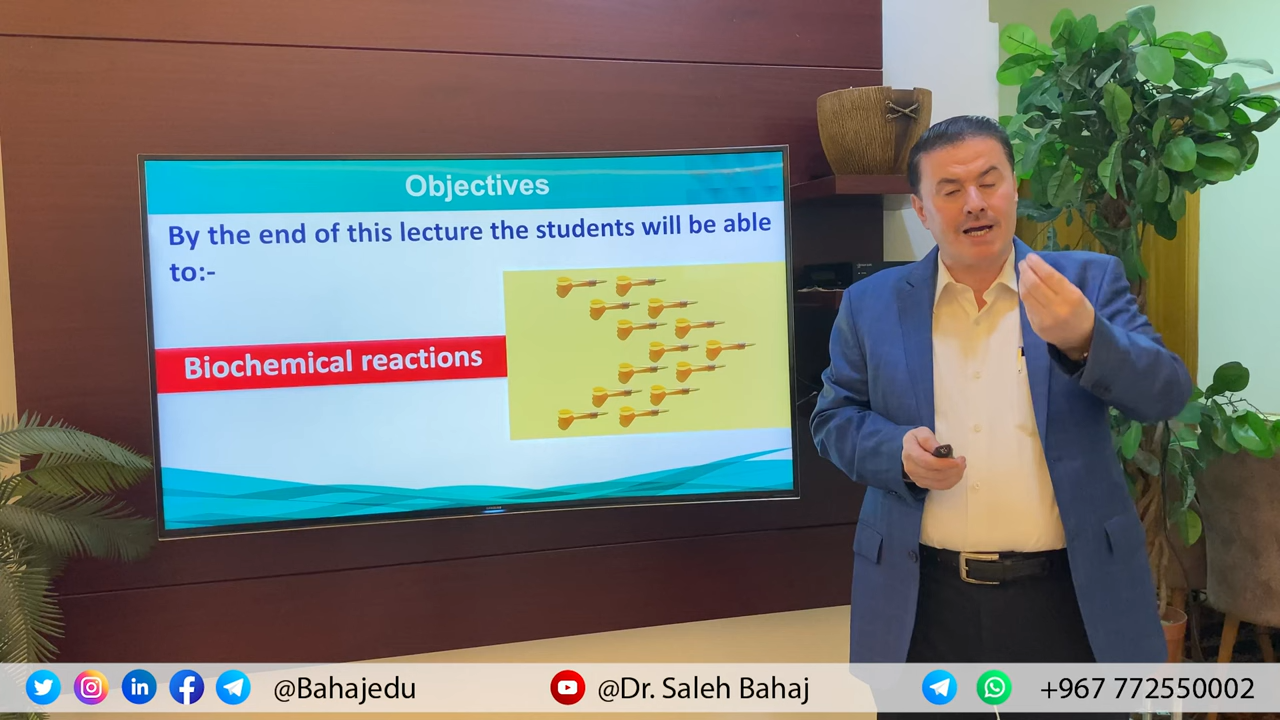 Objectives
By the end of this lecture the students will be able
to:-
Biochemical reactions
@Bahajedu
@Dr. Saleh Bahaj
+967 772550002